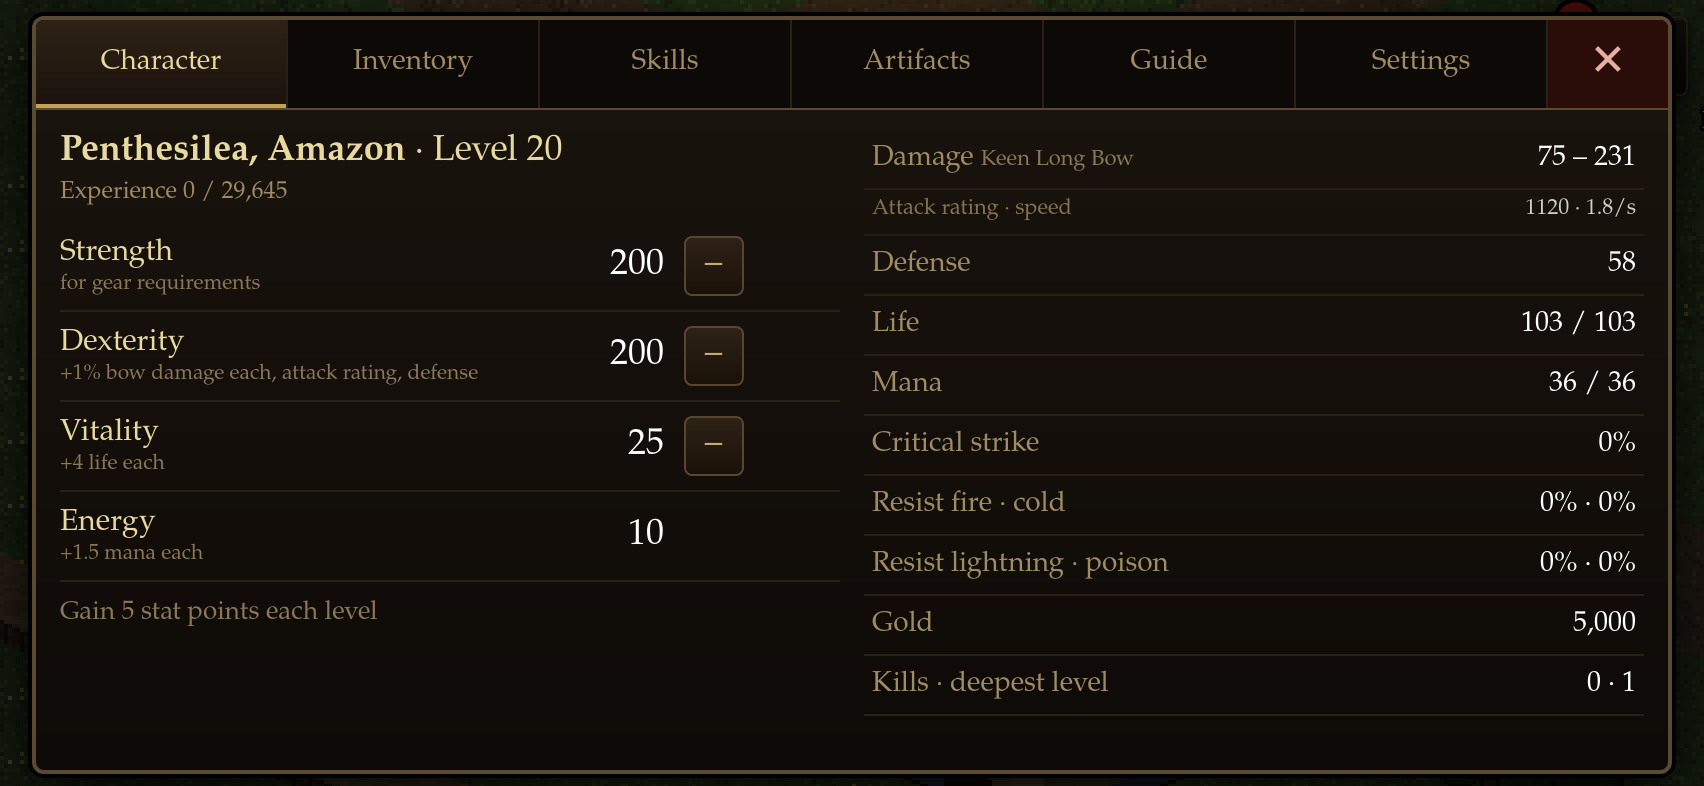 Character Inventory Skills Artifacts Guide Settings ✕
Penthesilea, Amazon · Level 20
Experience 0 / 29,645
Strength 200 –
for gear requirements
Dexterity 200 –
+1% bow damage each, attack rating, defense
Vitality 25 –
+4 life each
Energy 10
+1.5 mana each
Gain 5 stat points each level
Damage Keen Long Bow 75 – 231
Attack rating · speed 1120 · 1.8/s
Defense 58
Life 103 / 103
Mana 36 / 36
Critical strike 0%
Resist fire · cold 0% · 0%
Resist lightning · poison 0% · 0%
Gold 5,000
Kills · deepest level 0 · 1